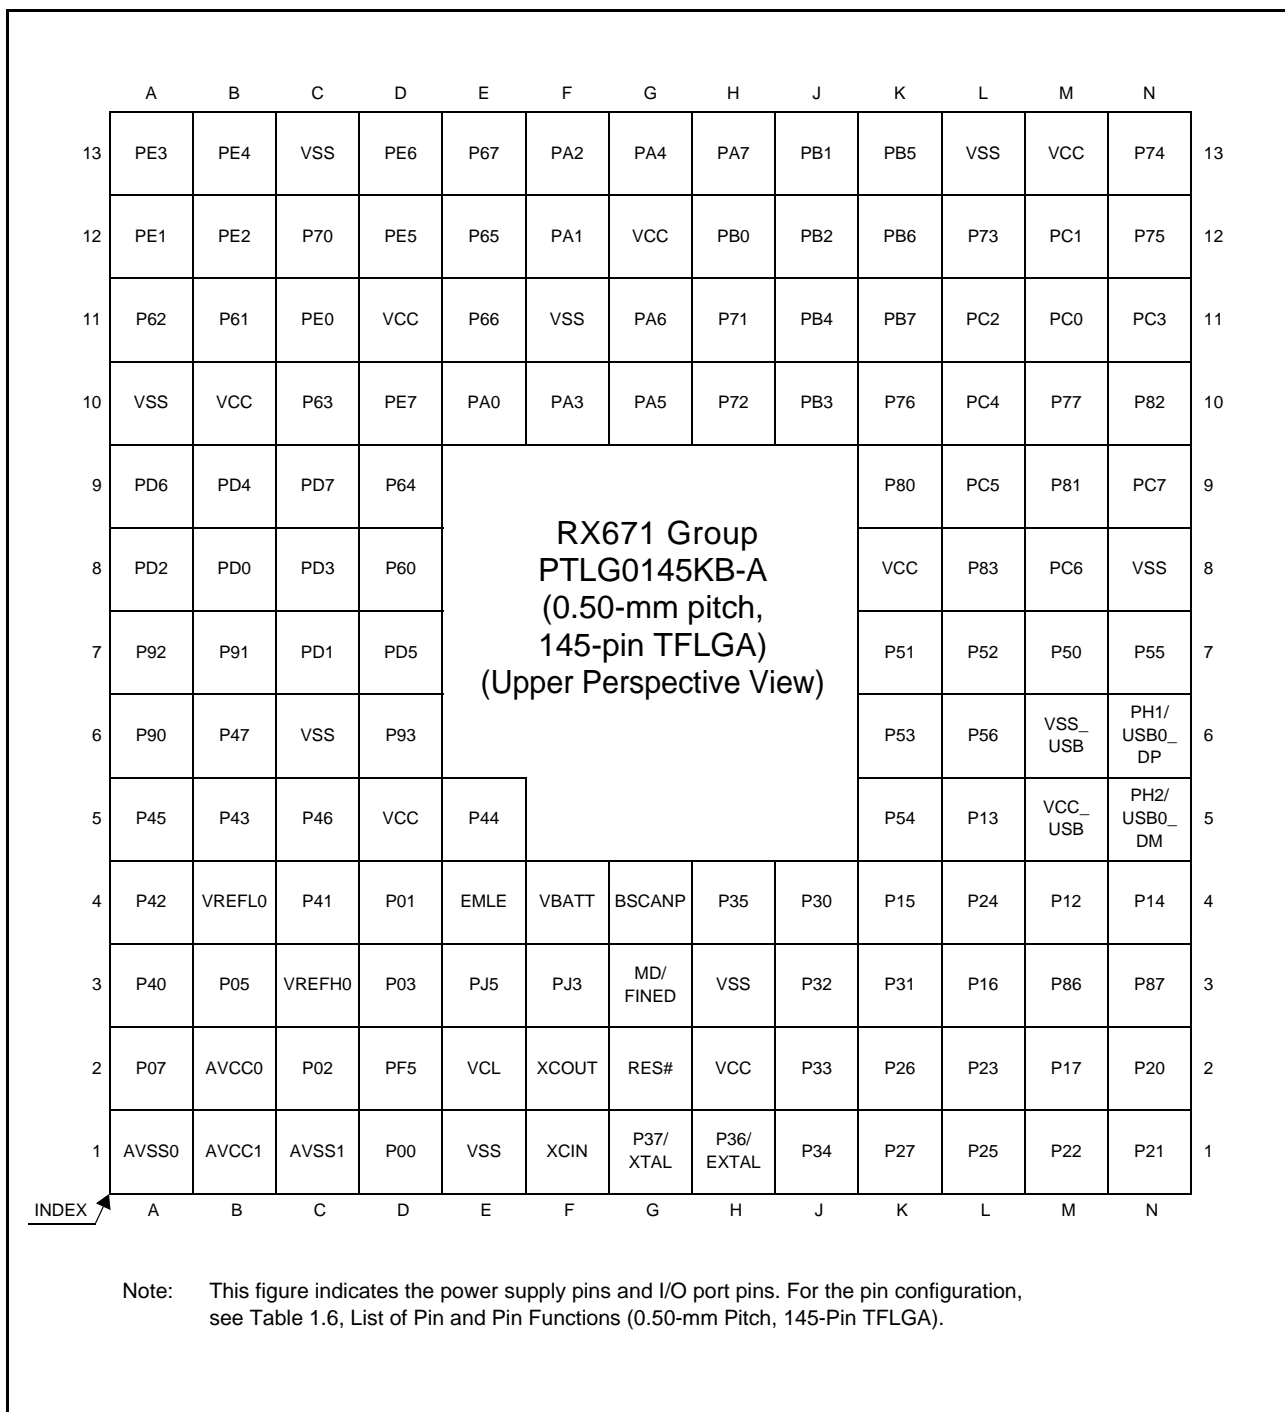 A B C D E F G H J K L M N
13 PE3 PE4 VSS PE6 P67 PA2 PA4 PA7 PB1 PB5 VSS VCC P74 13
12 PE1 PE2 P70 PE5 P65 PA1 VCC PB0 PB2 PB6 P73 PC1 P75 12
11 P62 P61 PE0 VCC P66 VSS PA6 P71 PB4 PB7 PC2 PC0 PC3 11
10 VSS VCC P63 PE7 PA0 PA3 PA5 P72 PB3 P76 PC4 P77 P82 10
9 PD6 PD4 PD7 P64 P80 PC5 P81 PC7 9
8 PD2 PD0 PD3 P60 VCC P83 PC6 VSS 8
7 P92 P91 PD1 PD5 P51 P52 P50 P55 7
RX671 Group
PTLG0145KB-A
(0.50-mm pitch,
145-pin TFLGA)
(Upper Perspective View)
6 P90 P47 VSS P93 P53 P56 VSS_
USB PH1/
USB0_
DP 6
5 P45 P43 P46 VCC P44 P54 P13 VCC_
USB PH2/
USB0_
DM 5
4 P42 VREFL0 P41 P01 EMLE VBATT BSCANP P35 P30 P15 P24 P12 P14 4
3 P40 P05 VREFH0 P03 PJ5 PJ3 MD/
FINED VSS P32 P31 P16 P86 P87 3
2 P07 AVCC0 P02 PF5 VCL XCOUT RES# VCC P33 P26 P23 P17 P20 2
1 AVSS0 AVCC1 AVSS1 P00 VSS XCIN P37/
XTAL P36/
EXTAL P34 P27 P25 P22 P21 1
INDEX A B C D E F G H J K L M N
Note: This figure indicates the power supply pins and I/O port pins. For the pin configuration,
see Table 1.6, List of Pin and Pin Functions (0.50-mm Pitch, 145-Pin TFLGA).